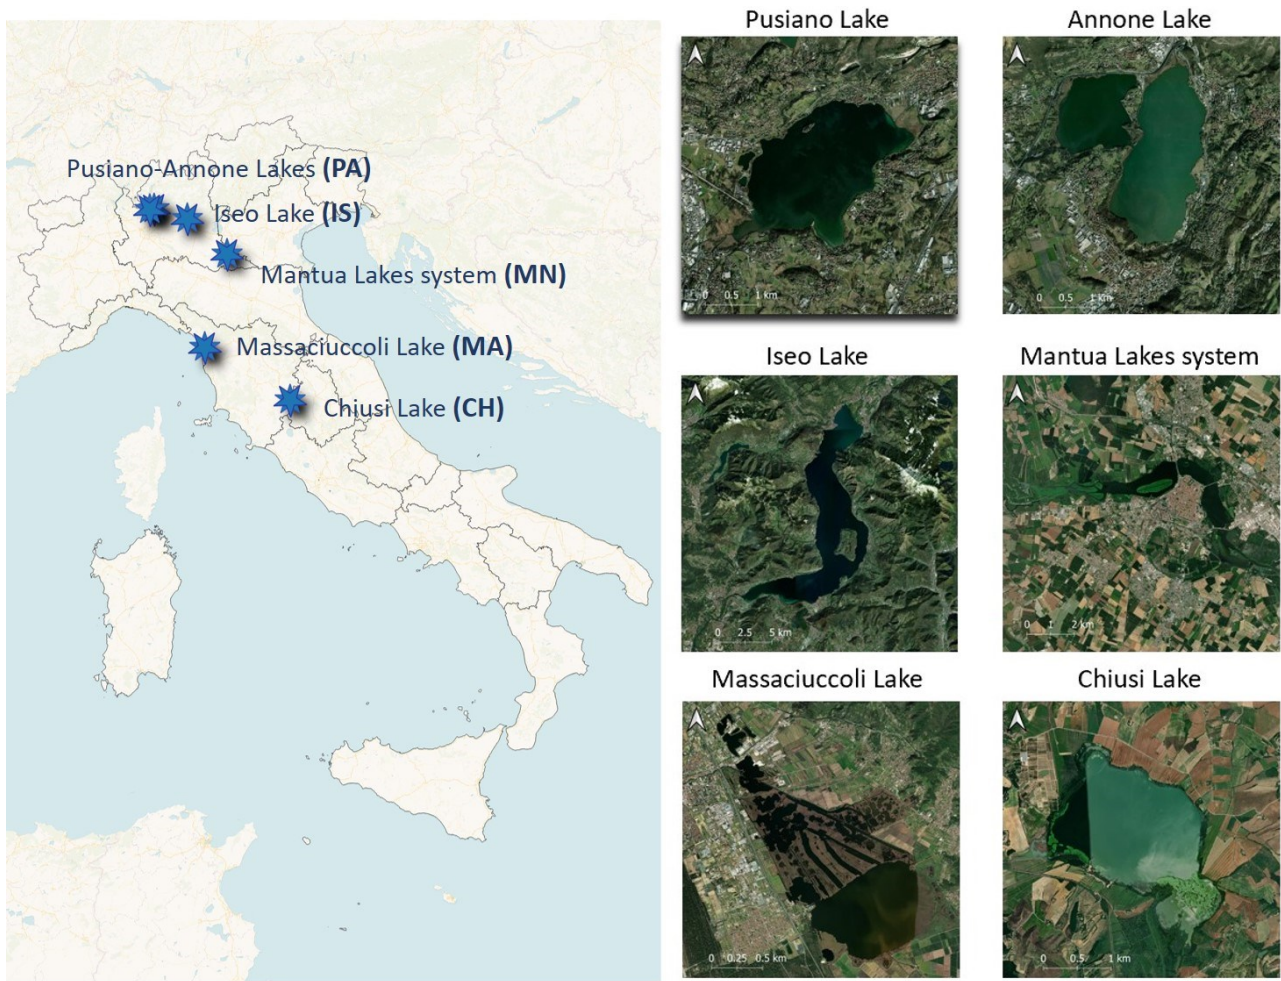 Pusiano-Annone Lakes (PA)
Iseo Lake (IS)
Mantua Lakes system (MN)
Massaciuccoli Lake (MA)
Chiusi Lake (CH)
Pusiano Lake
0 0.5 1 km
Annone Lake
0 0.5 1 km
Iseo Lake
0 2.5 5 km
Mantua Lakes system
0 1 2 km
Massaciuccoli Lake
0 0.25 0.5 km
Chiusi Lake
0 0.5 1 km